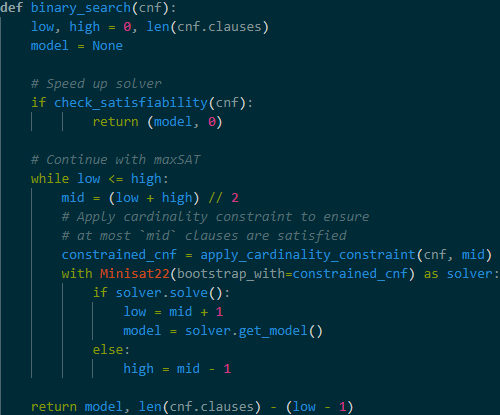 def binary_search(cnf):
    low, high = 0, len(cnf.clauses)
    model = None

    # Speed up solver
    if check_satisfiability(cnf):
            return (model, 0)

    # Continue with maxSAT
    while low <= high:
        mid = (low + high) // 2
        # Apply cardinality constraint to ensure
        # at most `mid` clauses are satisfied
        constrained_cnf = apply_cardinality_constraint(cnf, mid)
        with Minisat22(bootstrap_with=constrained_cnf) as solver:
            if solver.solve():
                low = mid + 1
                model = solver.get_model()
            else:
                high = mid - 1

    return model, len(cnf.clauses) - (low - 1)